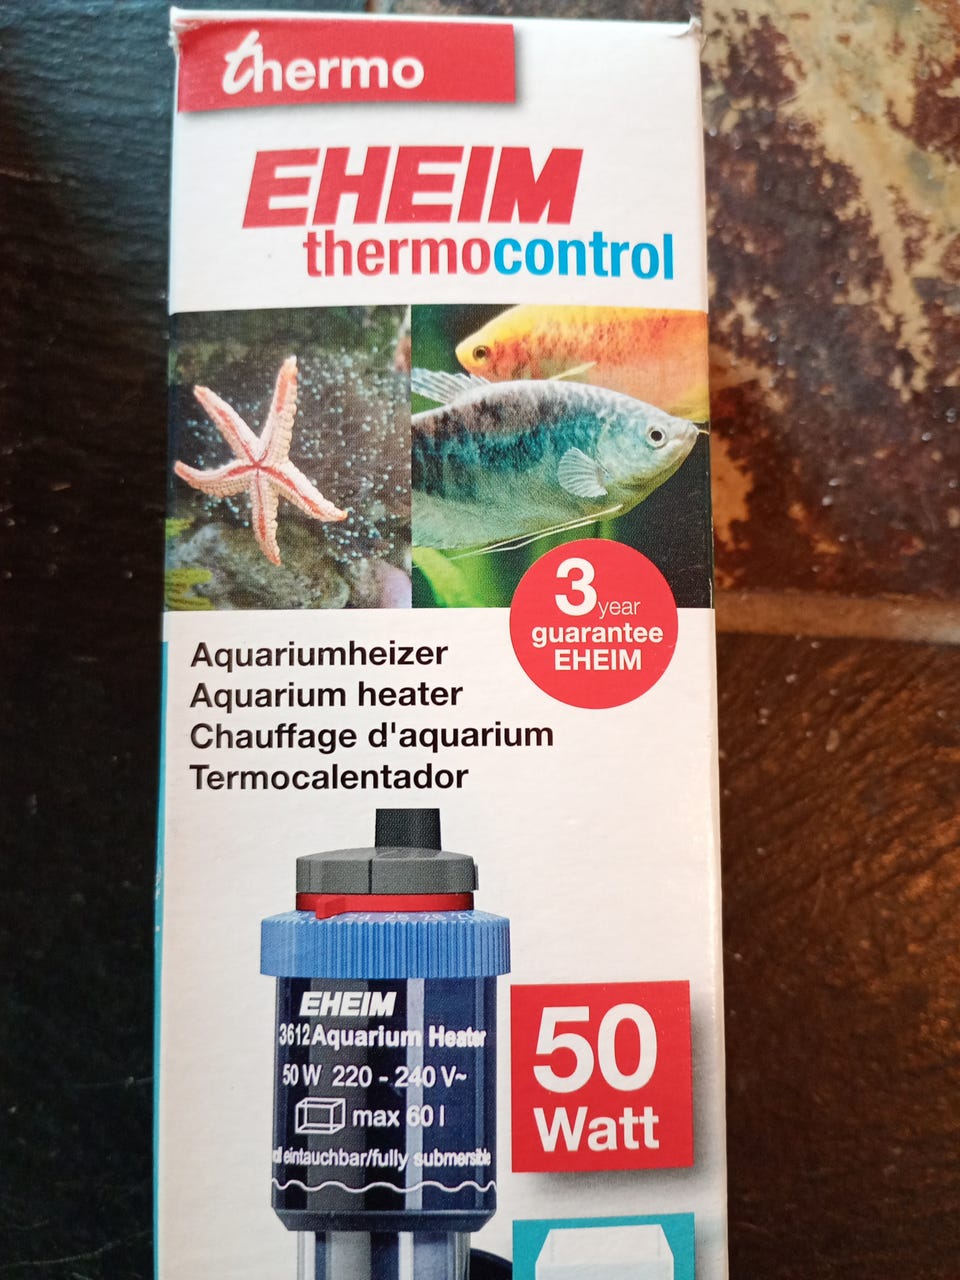 thermo
EHEIM
thermocontrol
3 year
guarantee
EHEIM
Aquariumheizer
Aquarium heater
Chauffage d'aquarium
Termocalentador
EHEIM
3612 Aquarium Heater
50 W 220 - 240 V~
max 60 l
eintauchbar/fully submersible
50
Watt